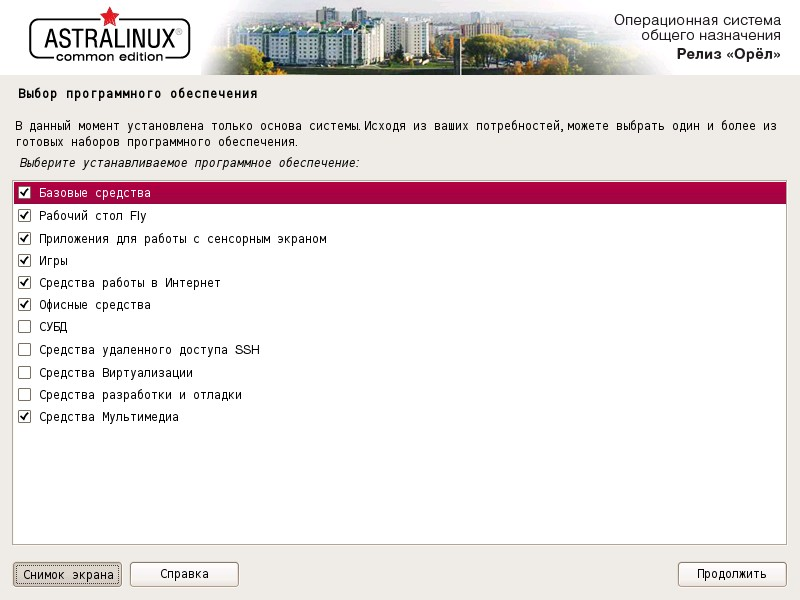 ASTRALINUX®
common edition
Операционная система
общего назначения
Релиз «Орёл»
Выбор программного обеспечения
В данный момент установлена только основа системы. Исходя из ваших потребностей, можете выбрать один и более из
готовых наборов программного обеспечения.
Выберите устанавливаемое программное обеспечение:
Базовые средства
Рабочий стол Fly
Приложения для работы с сенсорным экраном
Игры
Средства работы в Интернет
Офисные средства
СУБД
Средства удаленного доступа SSH
Средства Виртуализации
Средства разработки и отладки
Средства Мультимедиа
Снимок экрана
Справка
Продолжить